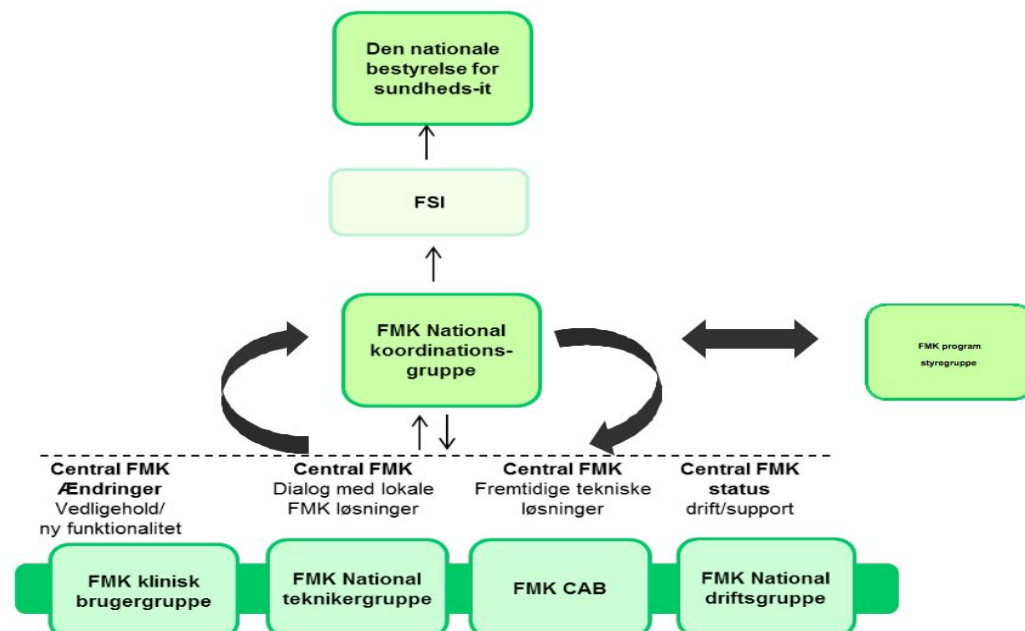 Den nationale
bestyrelse for
sundheds-it
FSI
FMK National
koordinations-
gruppe
FMK program
styregruppe
Central FMK
Ændringer
Vedligehold/
ny funktionalitet
Central FMK
Dialog med lokale
FMK løsninger
Central FMK
Fremtidige tekniske
løsninger
Central FMK
status
drift/support
FMK klinisk
brugergruppe
FMK National
teknikergruppe
FMK CAB
FMK National
driftsgruppe